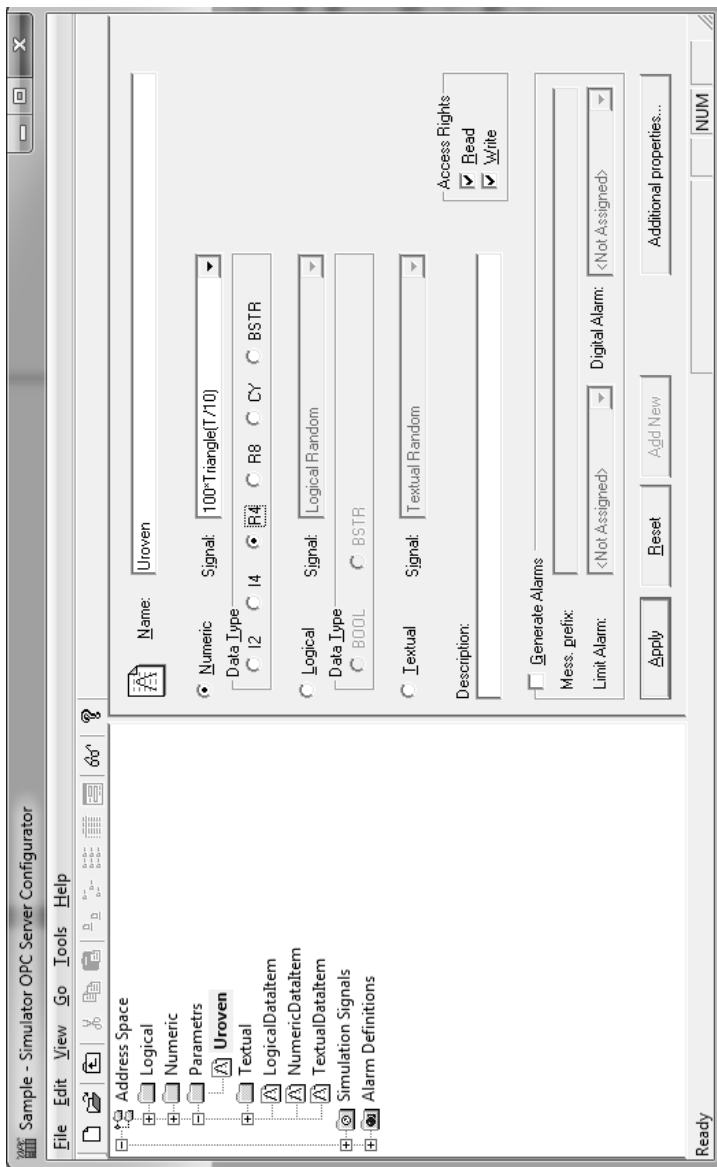 Sample - Simulator OPC Server Configurator
File Edit View Go Tools Help
Address Space
Logical
Numeric
Parametrs
Uroven
Textual
LogicalDataItem
NumericDataItem
TextualDataItem
Simulation Signals
Alarm Definitions
Name: Uroven
Numeric Signal: 100*Triangle(T/10)
Data Type
I2 I4 R4 R8 CY BSTR
Logical Signal: Logical Random
Data Type
BOOL BSTR
Textual Signal: Textual Random
Description:
Access Rights
Read
Write
Generate Alarms
Mess. prefix:
Limit Alarm: <Not Assigned> Digital Alarm: <Not Assigned>
Apply Reset Add New Additional properties...
Ready NUM